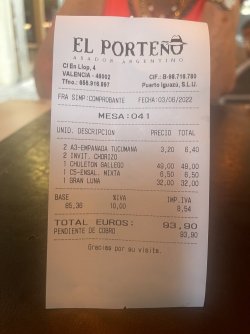 EL PORTEÑO
ASADOR ARGENTINO
C/ En Llop, 4
VALENCIA - 46002 CIF.: B-98.716.780
Tfno.: 658.916.997 Puerto Iguazo, S.L.U.
FRA SIMP:COMPROBANTE FECHA:03/06/2022
MESA:041
UNID. DESCRIPCION PRECIO TOTAL
2 A3-EMPANADA TUCUMANA 3,20 6,40
2 INVIT. CHORIZO
1 CHULETON GALLEGO 49,00 49,00
1 C5-ENSAL. MIXTA 6,50 6,50
1 GRAN LUNA 32,00 32,00
BASE %IVA IMP.IVA
85,36 10,00 8,54
TOTAL EUROS: 93,90
PENDIENTE DE COBRO 93,90
Gracias por su visita.